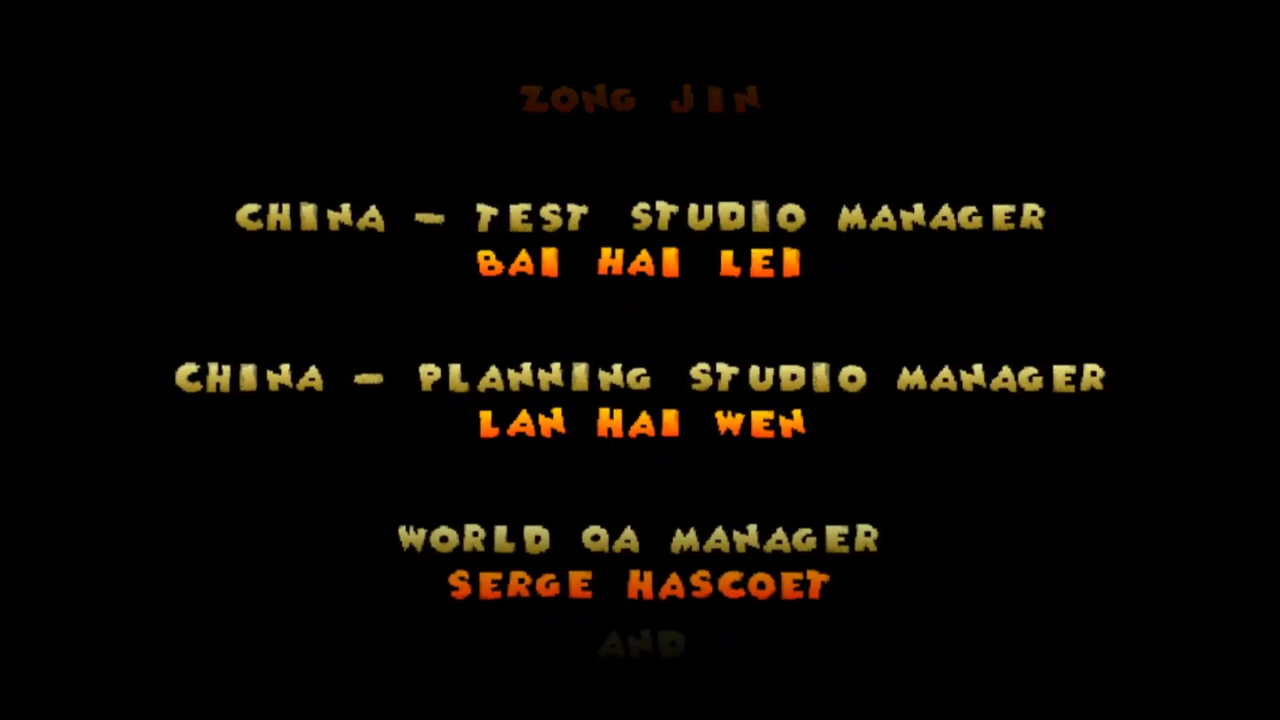 ZONG JIN
CHINA - TEST STUDIO MANAGER
BAI HAI LEI
CHINA - PLANNING STUDIO MANAGER
LAN HAI WEN
WORLD QA MANAGER
SERGE HASCOET
AND